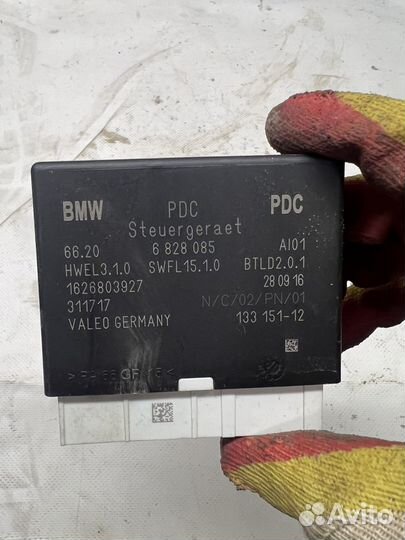 BMW PDC PDC
Steuergeraet
66.20 6 828 085 AI01
HWEL3.1.0 SWFL15.1.0 BTLD2.0.1
1626803927 28 09 16
311717 N/C/02/PN/01
VALEO GERMANY 133 151-12
Avito